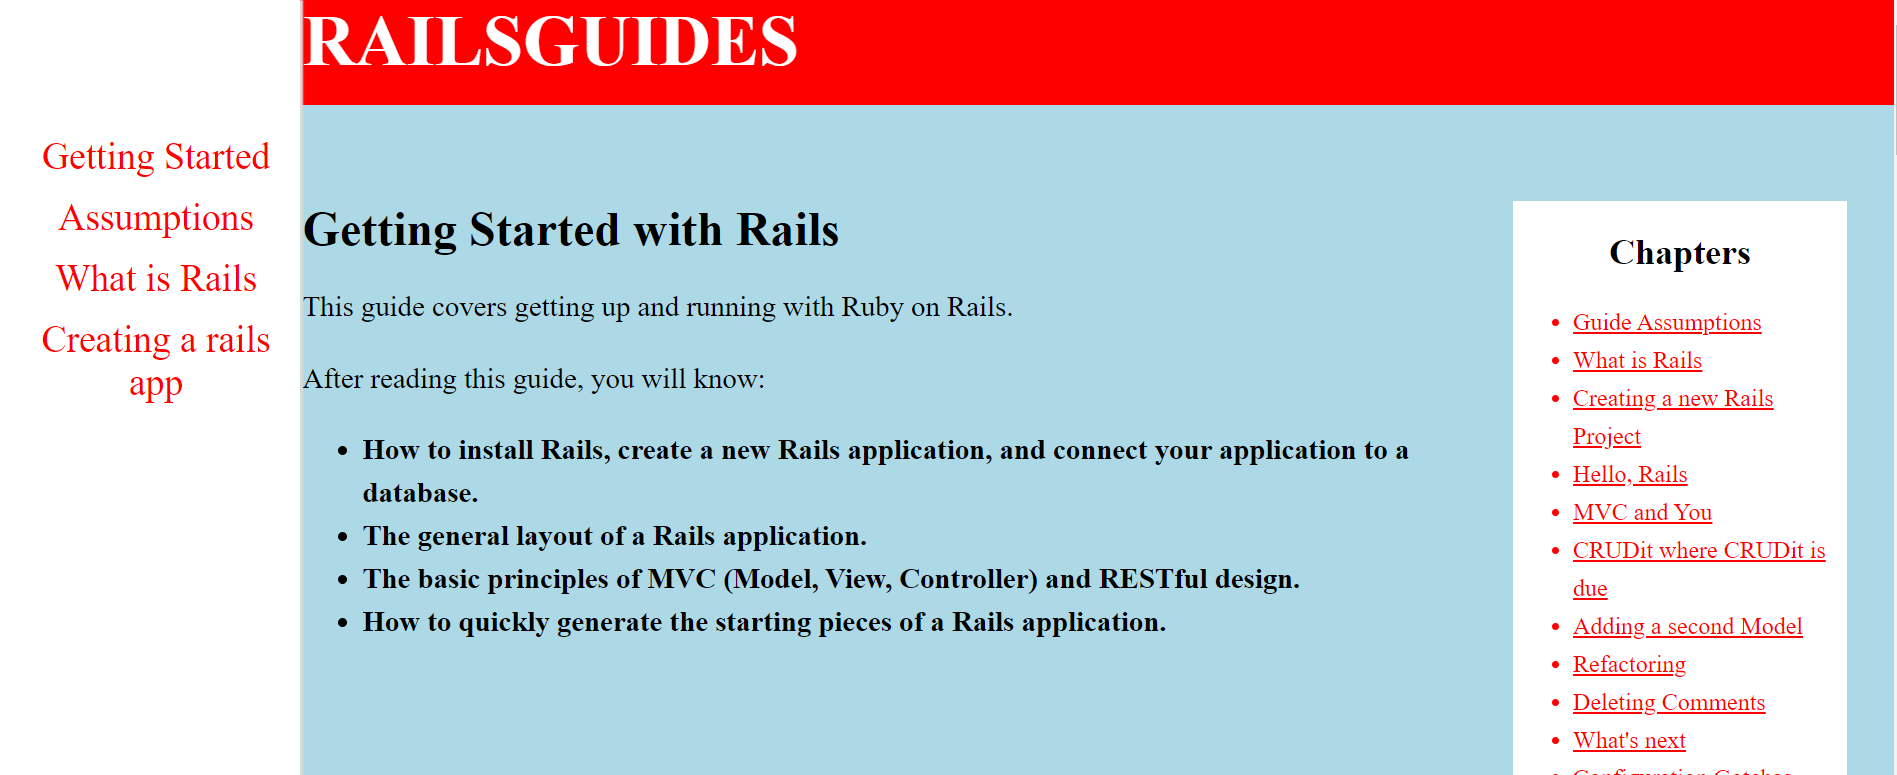 RAILSGUIDES
Getting Started
Assumptions
What is Rails
Creating a rails
app
Getting Started with Rails
This guide covers getting up and running with Ruby on Rails.
After reading this guide, you will know:
How to install Rails, create a new Rails application, and connect your application to a
database.
The general layout of a Rails application.
The basic principles of MVC (Model, View, Controller) and RESTful design.
How to quickly generate the starting pieces of a Rails application.
Chapters
Guide Assumptions
What is Rails
Creating a new Rails
Project
Hello, Rails
MVC and You
CRUDit where CRUDit is
due
Adding a second Model
Refactoring
Deleting Comments
What's next